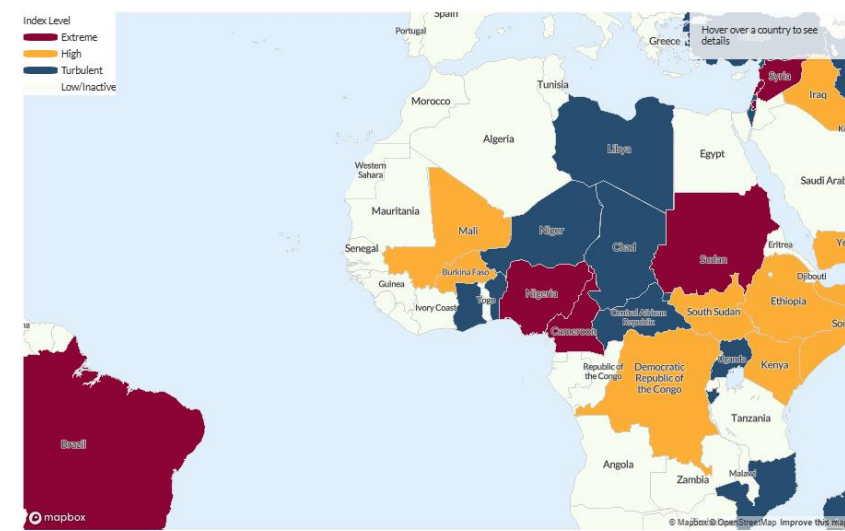 Index Level
Extreme
High
Turbulent
Low/Inactive
Spain
Portugal
Greece
Hover over a country to see
details
Syria
Iraq
Tunisia
Morocco
Algeria
Libya
Egypt
Western
Sahara
Saudi Arab
Mauritania
Mali
Niger
Chad
Sudan
Eritrea
Ye
Senegal
Burkina Faso
Djibouti
Guinea
Nigeria
Ethiopia
Ivory Coast
Togo
Central African
Republic
South Sudan
Som
Cameroon
Uganda
Kenya
Republic of
the Congo
Democratic
Republic of
the Congo
Tanzania
Brazil
Angola
Malawi
Zambia
mapbox
© Mapbox © OpenStreetMap Improve this map